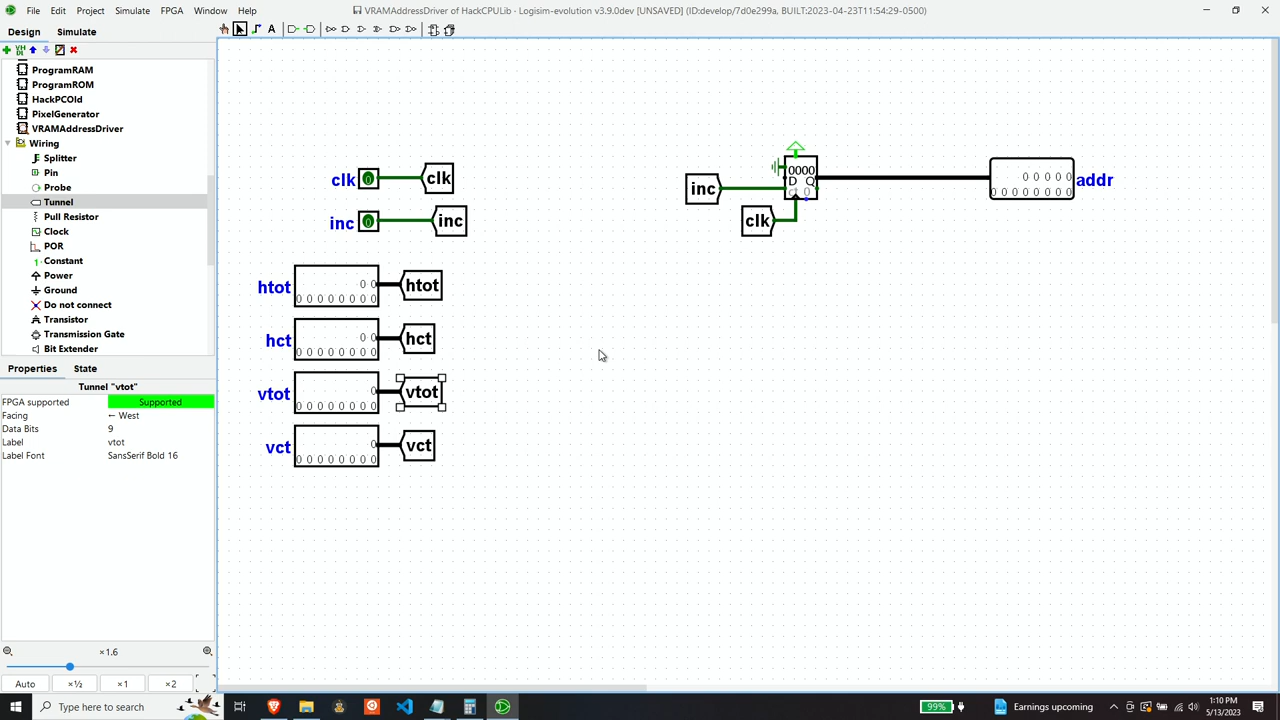 VRAMAddressDriver of HackCPULib - Logisim-evolution v3.9.0dev [UNSAVED] (ID:develop/7d0e299a, BUILT:2023-04-23T11:54:29-0500)
File Edit Project Simulate FPGA Window Help
Design Simulate
A
ProgramRAM
ProgramROM
HackPCOld
PixelGenerator
VRAMAddressDriver
Wiring
Splitter
Pin
Probe
Tunnel
Pull Resistor
Clock
POR
Constant
Power
Ground
Do not connect
Transistor
Transmission Gate
Bit Extender
Properties State
Tunnel "vtot"
FPGA supported Supported
Facing ← West
Data Bits 9
Label vtot
Label Font SansSerif Bold 16
×1.6
Auto ×½ ×1 ×2
clk 0 clk
inc 0 inc
htot 0 0
0 0 0 0 0 0 0 0 htot
hct 0 0
0 0 0 0 0 0 0 0 hct
vtot 0
0 0 0 0 0 0 0 0 vtot
vct 0
0 0 0 0 0 0 0 0 vct
inc
clk
0000
D Q
ct 0
0 0 0 0 0
0 0 0 0 0 0 0 0 addr
Type here to search
99%
Earnings upcoming
1:10 PM
5/13/2023